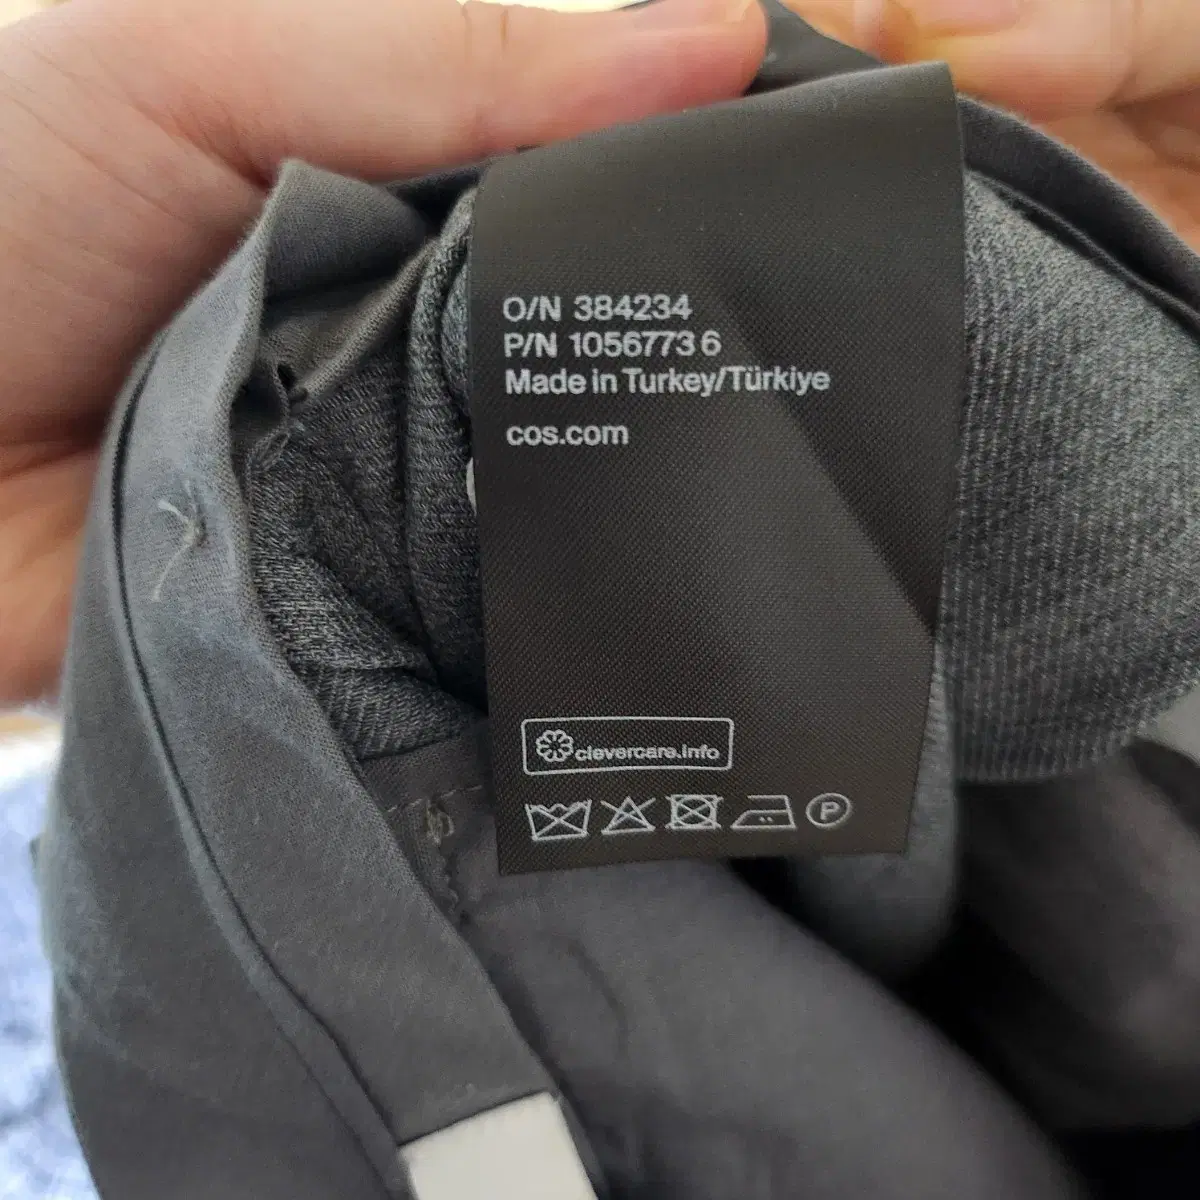 O/N 384234
P/N 1056773 6
Made in Turkey/Türkiye
cos.com
clevercare.info
P